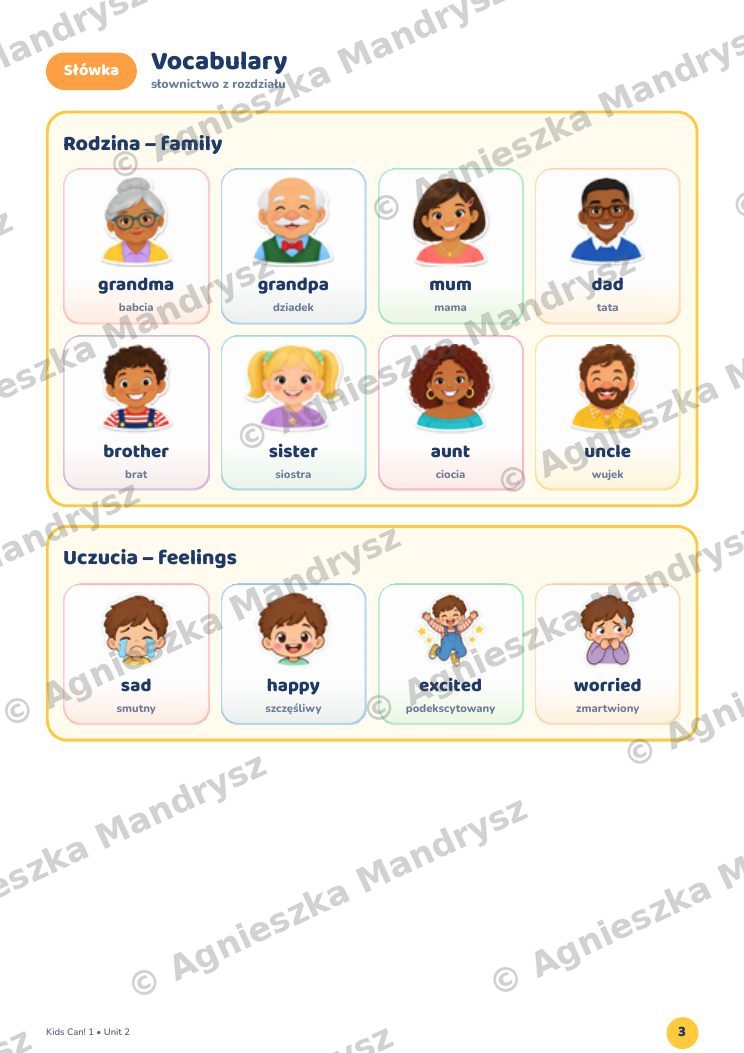 Słówka
Vocabulary
słownictwo z rozdziału
Rodzina – family
grandma
babcia
grandpa
dziadek
mum
mama
dad
tata
brother
brat
sister
siostra
aunt
ciocia
uncle
wujek
Uczucia – feelings
sad
smutny
happy
szczęśliwy
excited
podekscytowany
worried
zmartwiony
Kids Can! 1 • Unit 2
3
© Agnieszka Mandrysz